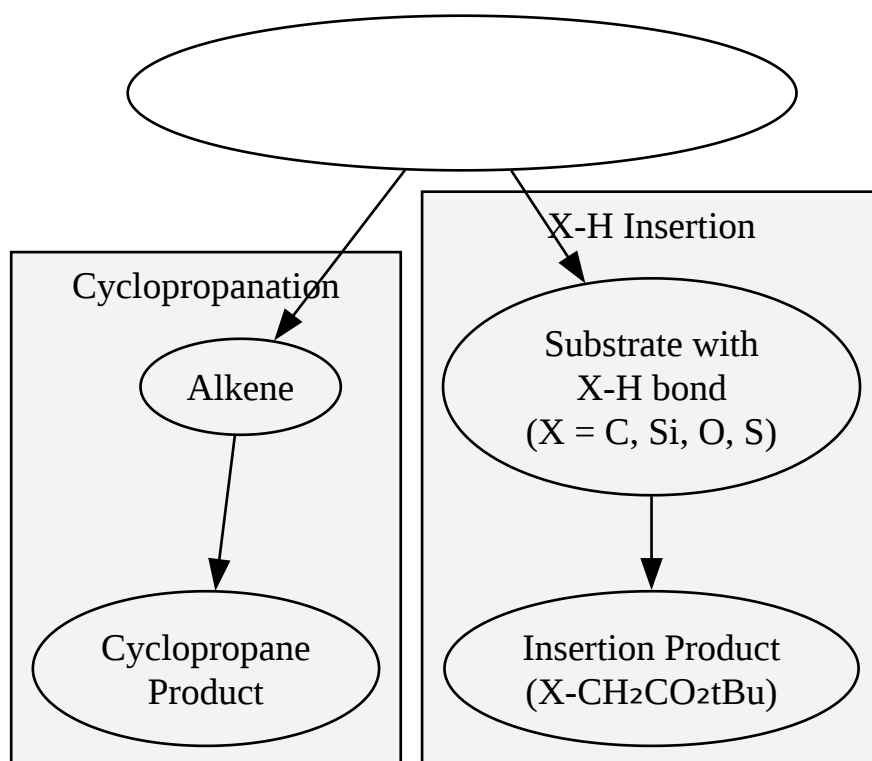 Cyclopropanation
Alkene
Cyclopropane
Product
X-H Insertion
Substrate with
X-H bond
(X = C, Si, O, S)
Insertion Product
(X-CH₂CO₂tBu)